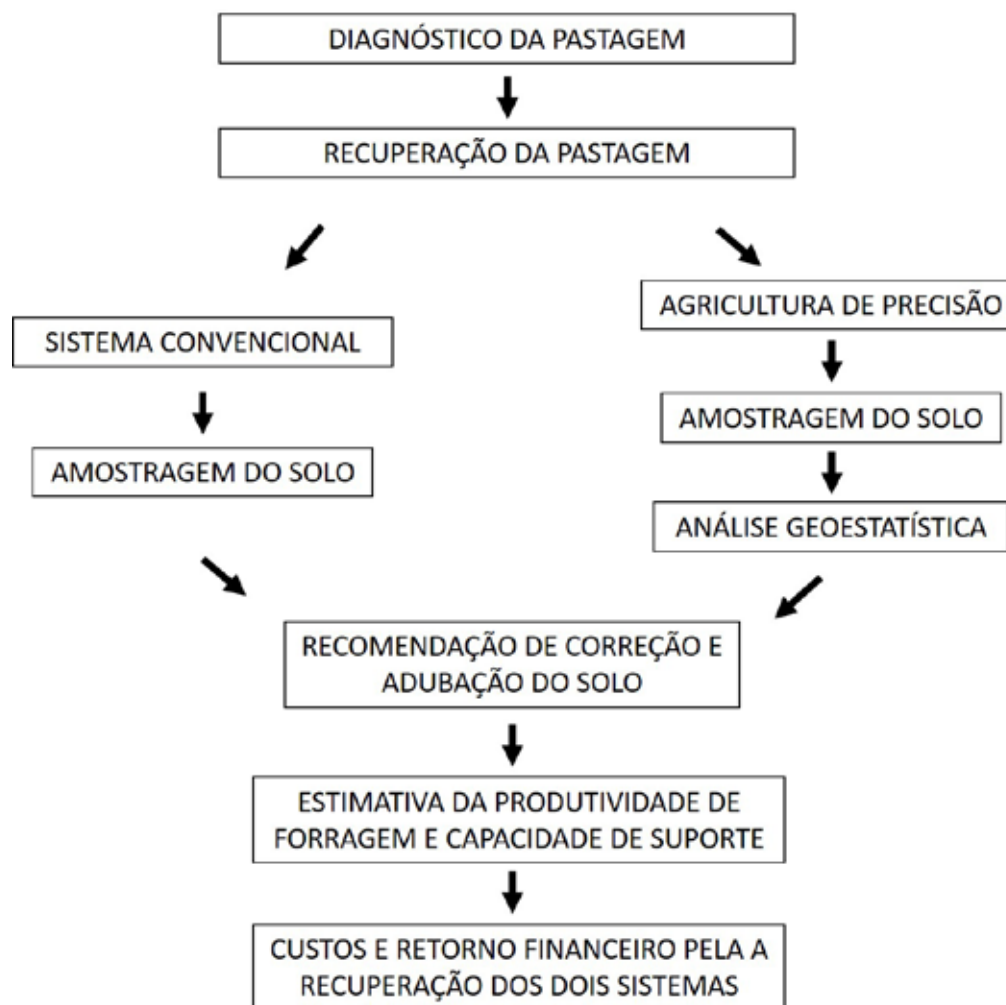 DIAGNÓSTICO DA PASTAGEM
RECUPERAÇÃO DA PASTAGEM
SISTEMA CONVENCIONAL
AMOSTRAGEM DO SOLO
AGRICULTURA DE PRECISÃO
AMOSTRAGEM DO SOLO
ANÁLISE GEOESTATÍSTICA
RECOMENDAÇÃO DE CORREÇÃO E
ADUBAÇÃO DO SOLO
ESTIMATIVA DA PRODUTIVIDADE DE
FORRAGEM E CAPACIDADE DE SUPORTE
CUSTOS E RETORNO FINANCEIRO PELA A
RECUPERAÇÃO DOS DOIS SISTEMAS